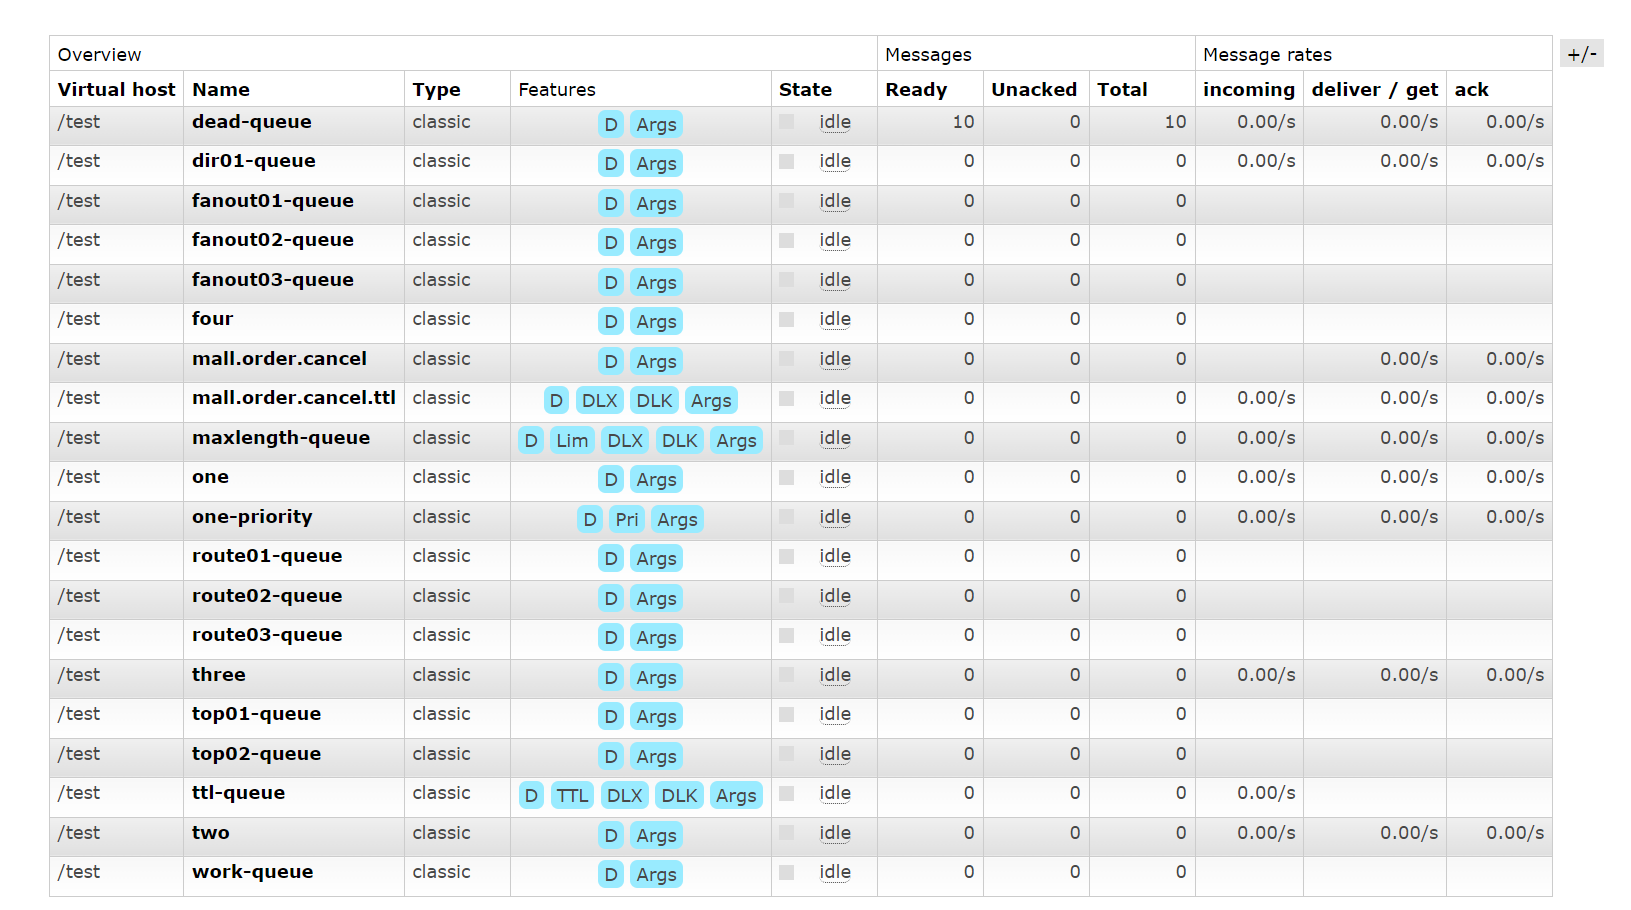 Overview Messages Message rates +/-
Virtual host Name Type Features State Ready Unacked Total incoming deliver / get ack
/test dead-queue classic D Args idle 10 0 10 0.00/s 0.00/s 0.00/s
/test dir01-queue classic D Args idle 0 0 0 0.00/s 0.00/s 0.00/s
/test fanout01-queue classic D Args idle 0 0 0
/test fanout02-queue classic D Args idle 0 0 0
/test fanout03-queue classic D Args idle 0 0 0
/test four classic D Args idle 0 0 0
/test mall.order.cancel classic D Args idle 0 0 0 0.00/s 0.00/s
/test mall.order.cancel.ttl classic D DLX DLK Args idle 0 0 0 0.00/s 0.00/s 0.00/s
/test maxlength-queue classic D Lim DLX DLK Args idle 0 0 0 0.00/s 0.00/s 0.00/s
/test one classic D Args idle 0 0 0 0.00/s 0.00/s 0.00/s
/test one-priority classic D Pri Args idle 0 0 0 0.00/s 0.00/s 0.00/s
/test route01-queue classic D Args idle 0 0 0
/test route02-queue classic D Args idle 0 0 0
/test route03-queue classic D Args idle 0 0 0
/test three classic D Args idle 0 0 0 0.00/s 0.00/s 0.00/s
/test top01-queue classic D Args idle 0 0 0
/test top02-queue classic D Args idle 0 0 0
/test ttl-queue classic D TTL DLX DLK Args idle 0 0 0 0.00/s
/test two classic D Args idle 0 0 0 0.00/s 0.00/s 0.00/s
/test work-queue classic D Args idle 0 0 0